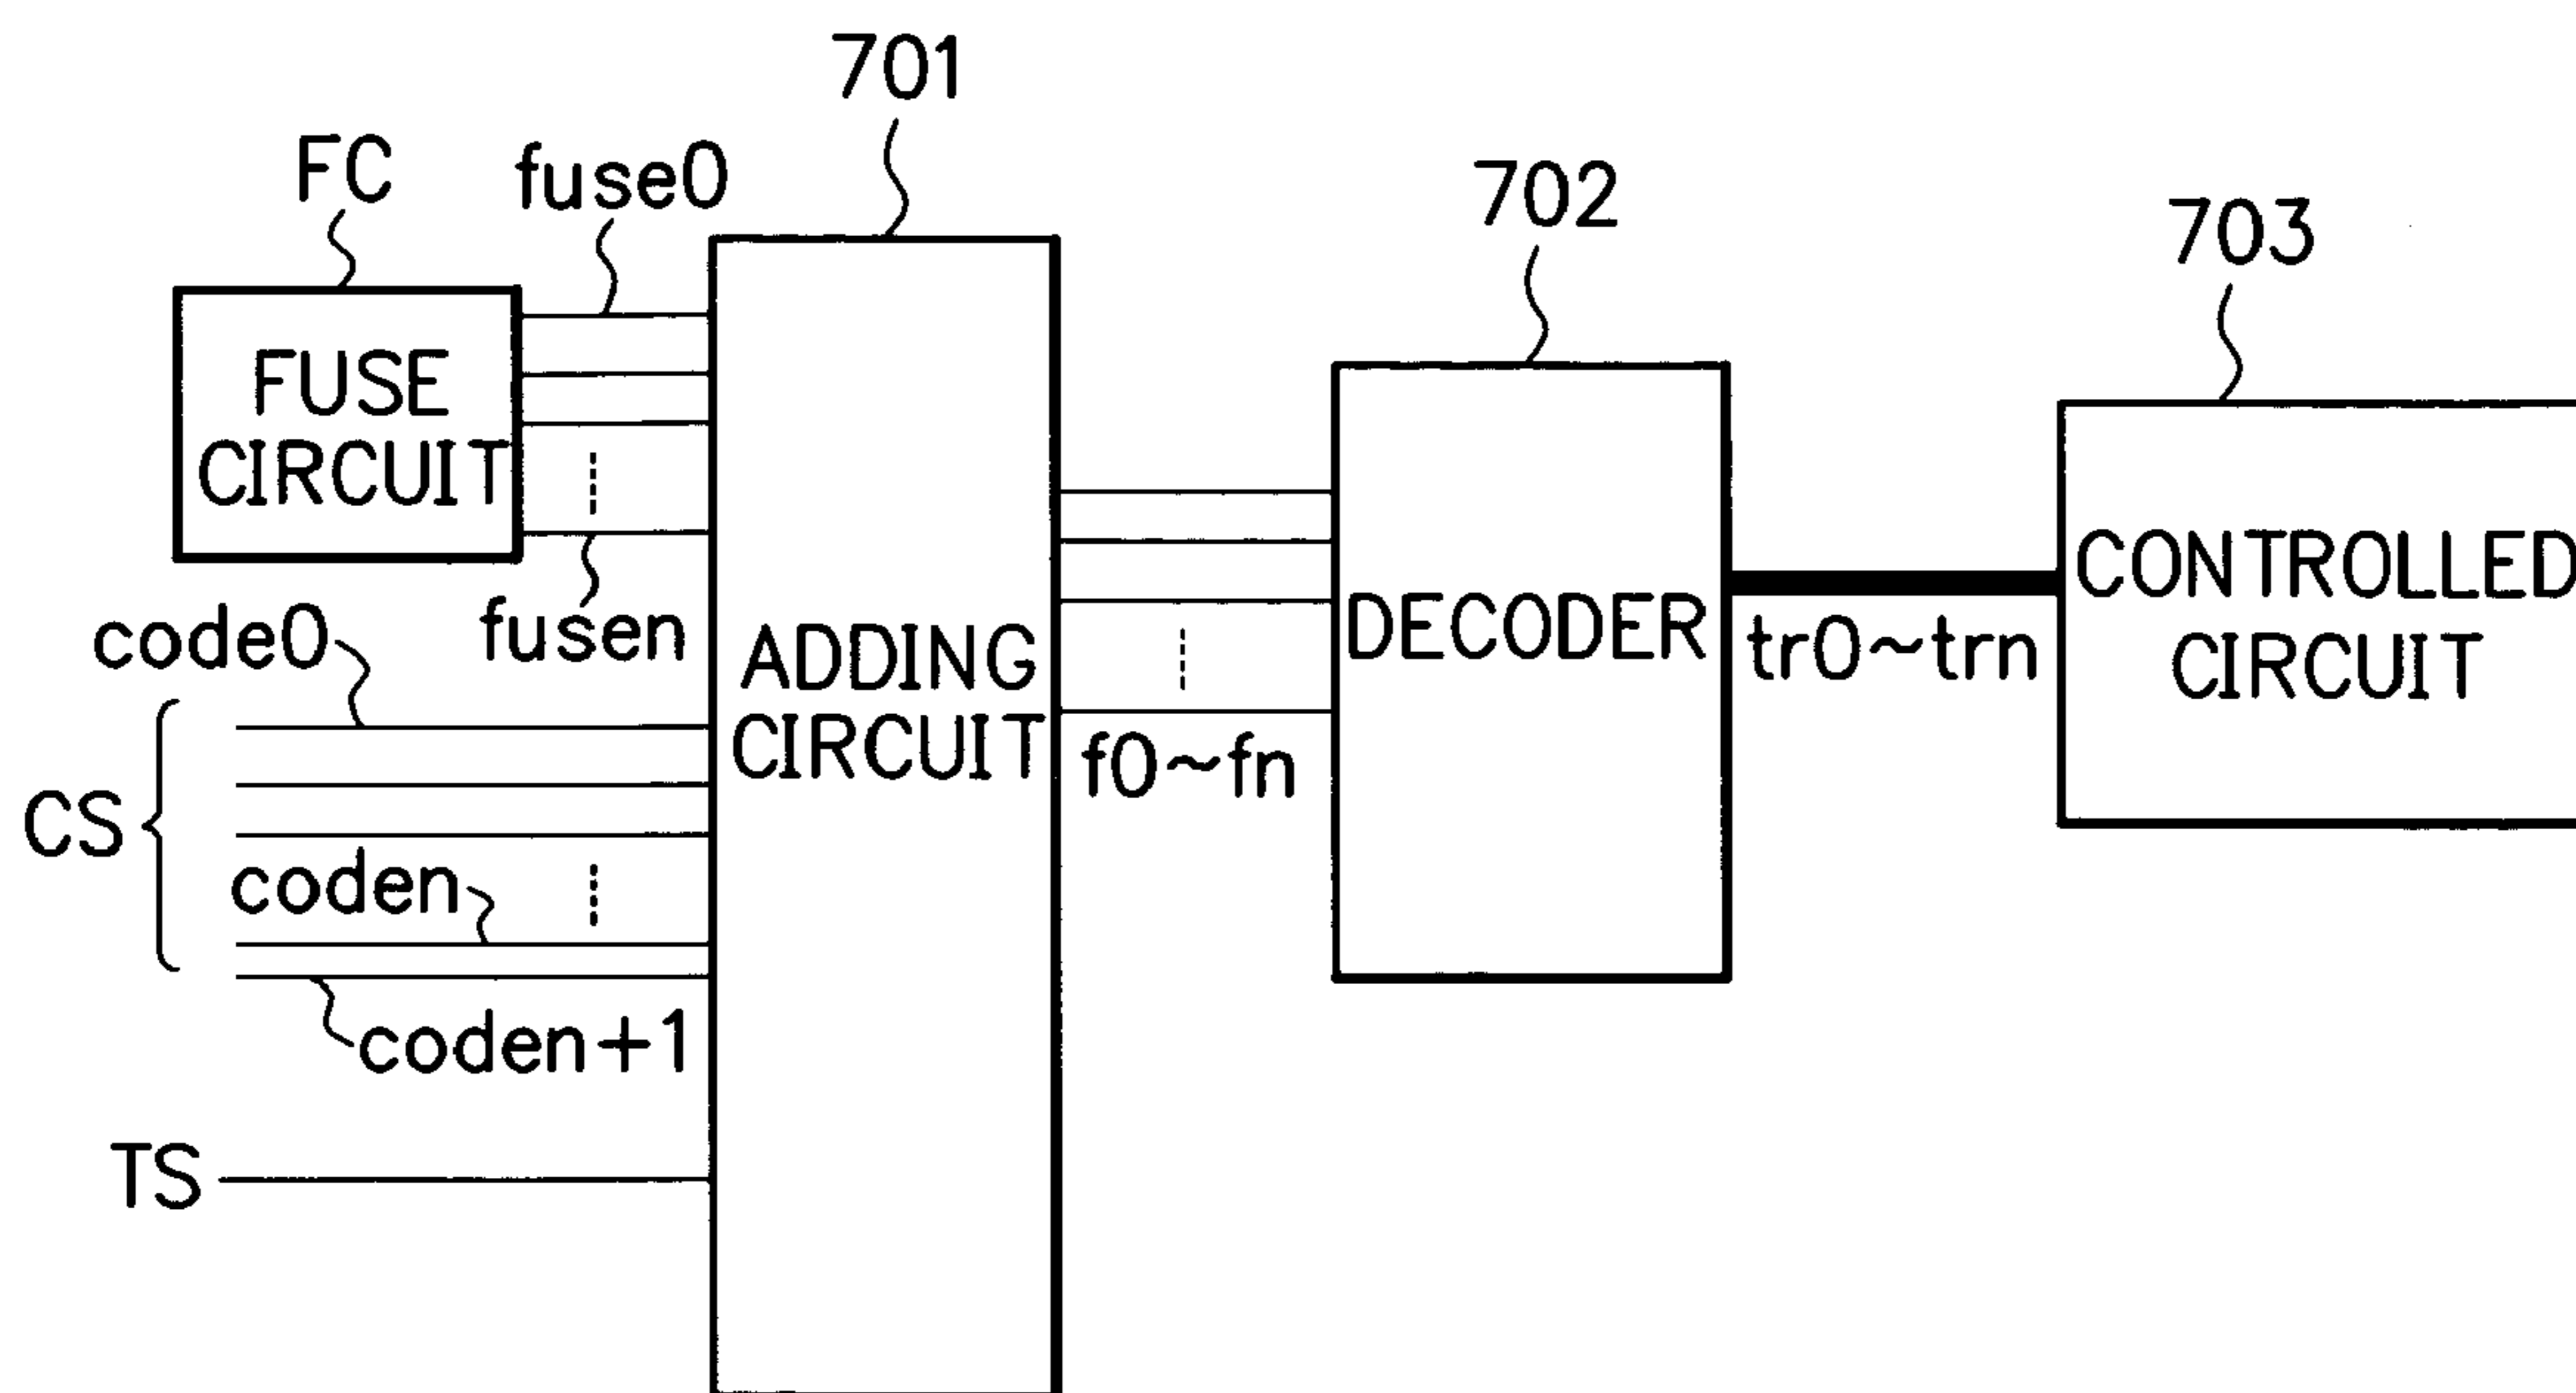 701
FC
fuse0
702
703
FUSE
CIRCUIT
fusen
code0
ADDING
CIRCUIT
DECODER
CONTROLLED
CIRCUIT
tr0~trn
f0~fn
CS
coden
coden+1
TS